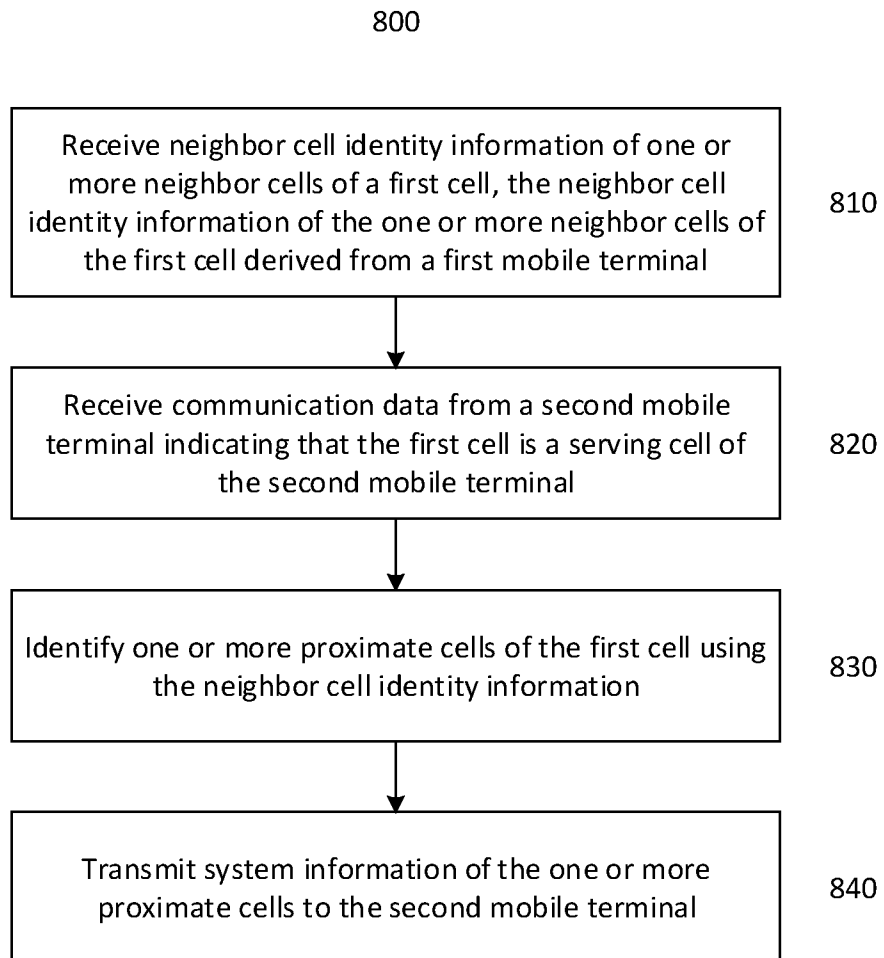 800
Receive neighbor cell identity information of one or
more neighbor cells of a first cell, the neighbor cell
identity information of the one or more neighbor cells of
the first cell derived from a first mobile terminal
810
Receive communication data from a second mobile
terminal indicating that the first cell is a serving cell of
the second mobile terminal
820
Identify one or more proximate cells of the first cell using
the neighbor cell identity information
830
Transmit system information of the one or more
proximate cells to the second mobile terminal
840